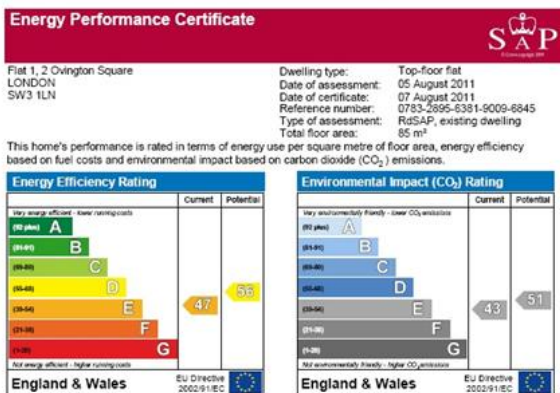 Energy Performance Certificate
SAP
Flat 1, 2 Ovington Square
LONDON
SW3 1LN
Dwelling type: Top-floor flat
Date of assessment: 05 August 2011
Date of certificate: 07 August 2011
Reference number: 0783-2895-6381-9009-6845
Type of assessment: RdSAP, existing dwelling
Total floor area: 85 m²
This home's performance is rated in terms of energy use per square metre of floor area, energy efficiency
based on fuel costs and environmental impact based on carbon dioxide (CO₂) emissions.
Energy Efficiency Rating
Current Potential
Very energy efficient - lower running costs
(92 plus) A
(81-91) B
(69-80) C
(55-68) D
(39-54) E
(21-38) F
(1-20) G
47
56
Not energy efficient - higher running costs
England & Wales
EU Directive
2002/91/EC
Environmental Impact (CO₂) Rating
Current Potential
Very environmentally friendly - lower CO₂ emissions
(92 plus) A
(81-91) B
(69-80) C
(55-68) D
(39-54) E
(21-38) F
(1-20) G
43
51
Not environmentally friendly - higher CO₂ emissions
England & Wales
EU Directive
2002/91/EC